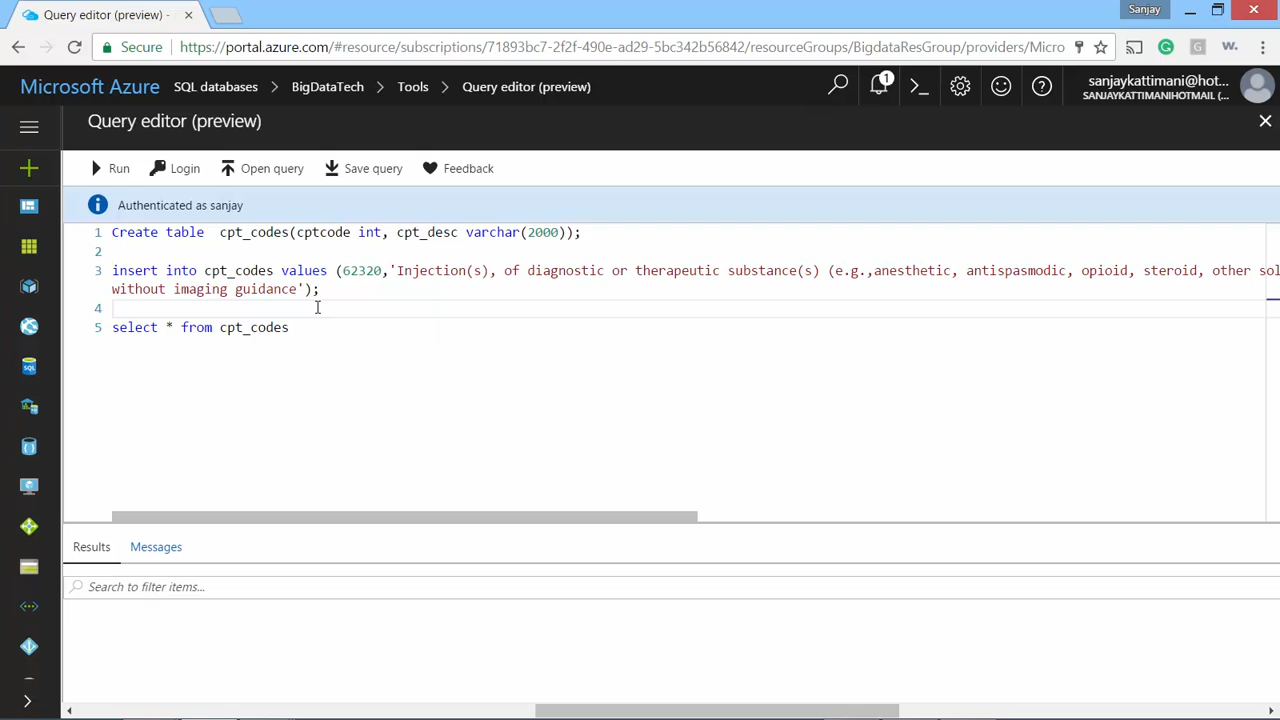 Query editor (preview) -
Sanjay
Secure
https://portal.azure.com/#resource/subscriptions/71893bc7-2f2f-490e-ad29-5bc342b56842/resourceGroups/BigdataResGroup/providers/Micro
G
W.
Microsoft Azure
SQL databases > BigDataTech > Tools > Query editor (preview)
1
sanjaykattimani@hot...
SANJAYKATTIMANIHOTMAIL (...
Query editor (preview)
Run
Login
Open query
Save query
Feedback
Authenticated as sanjay
1 Create table cpt_codes(cptcode int, cpt_desc varchar(2000));
2
3 insert into cpt_codes values (62320,'Injection(s), of diagnostic or therapeutic substance(s) (e.g.,anesthetic, antispasmodic, opioid, steroid, other sol
without imaging guidance');
4
5 select * from cpt_codes
SQL
Results
Messages
Search to filter items...